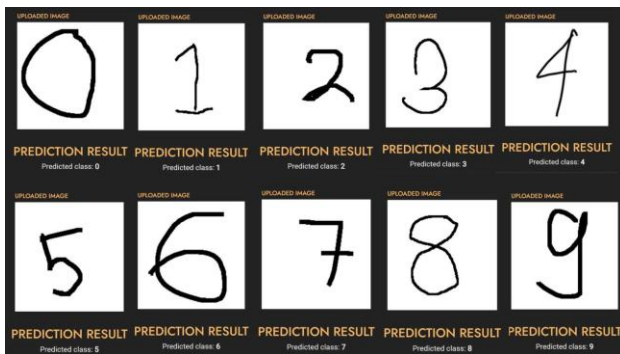 UPLOADED IMAGE
0
PREDICTION RESULT
Predicted class: 0
UPLOADED IMAGE
1
PREDICTION RESULT
Predicted class: 1
UPLOADED IMAGE
2
PREDICTION RESULT
Predicted class: 2
UPLOADED IMAGE
3
PREDICTION RESULT
Predicted class: 3
UPLOADED IMAGE
4
PREDICTION RESULT
Predicted class: 4
UPLOADED IMAGE
5
PREDICTION RESULT
Predicted class: 5
UPLOADED IMAGE
6
PREDICTION RESULT
Predicted class: 6
UPLOADED IMAGE
7
PREDICTION RESULT
Predicted class: 7
UPLOADED IMAGE
8
PREDICTION RESULT
Predicted class: 8
UPLOADED IMAGE
9
PREDICTION RESULT
Predicted class: 9